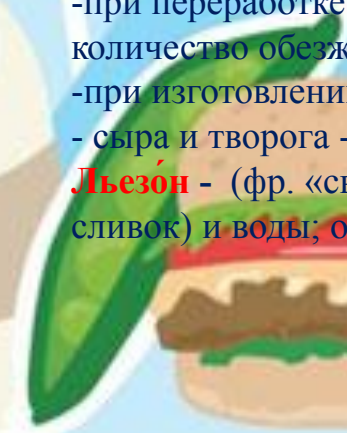 -при переработке
количество обезж
-при изготовлени
- сыра и творога -
Льезо́н - (фр. «св
сливок) и воды; о